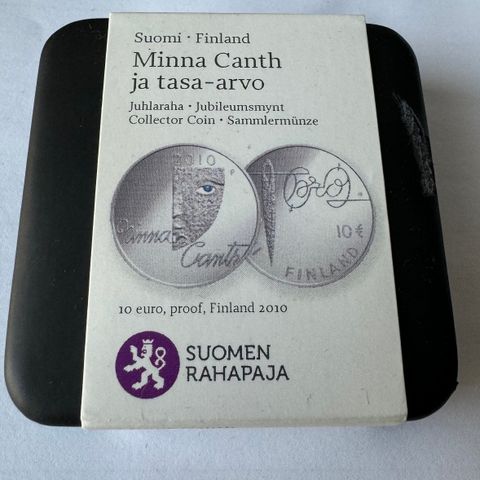 Suomi · Finland
Minna Canth
ja tasa-arvo
Juhlaraha · Jubileumsmynt
Collector Coin · Sammlermünze
2010
Minna
Canth
10 €
FINLAND
10 euro, proof, Finland 2010
SUOMEN
RAHAPAJA